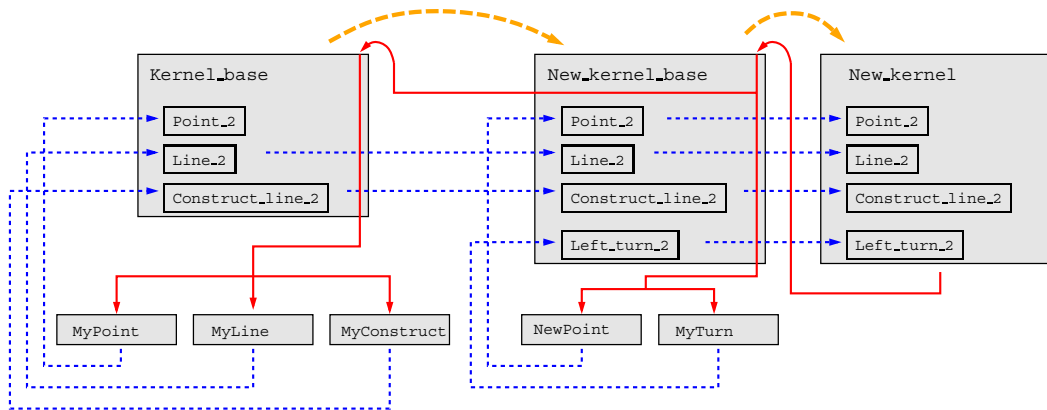 Kernel_base
Point_2
Line_2
Construct_line_2
New_kernel_base
Point_2
Line_2
Construct_line_2
Left_turn_2
New_kernel
Point_2
Line_2
Construct_line_2
Left_turn_2
MyPoint
MyLine
MyConstruct
NewPoint
MyTurn